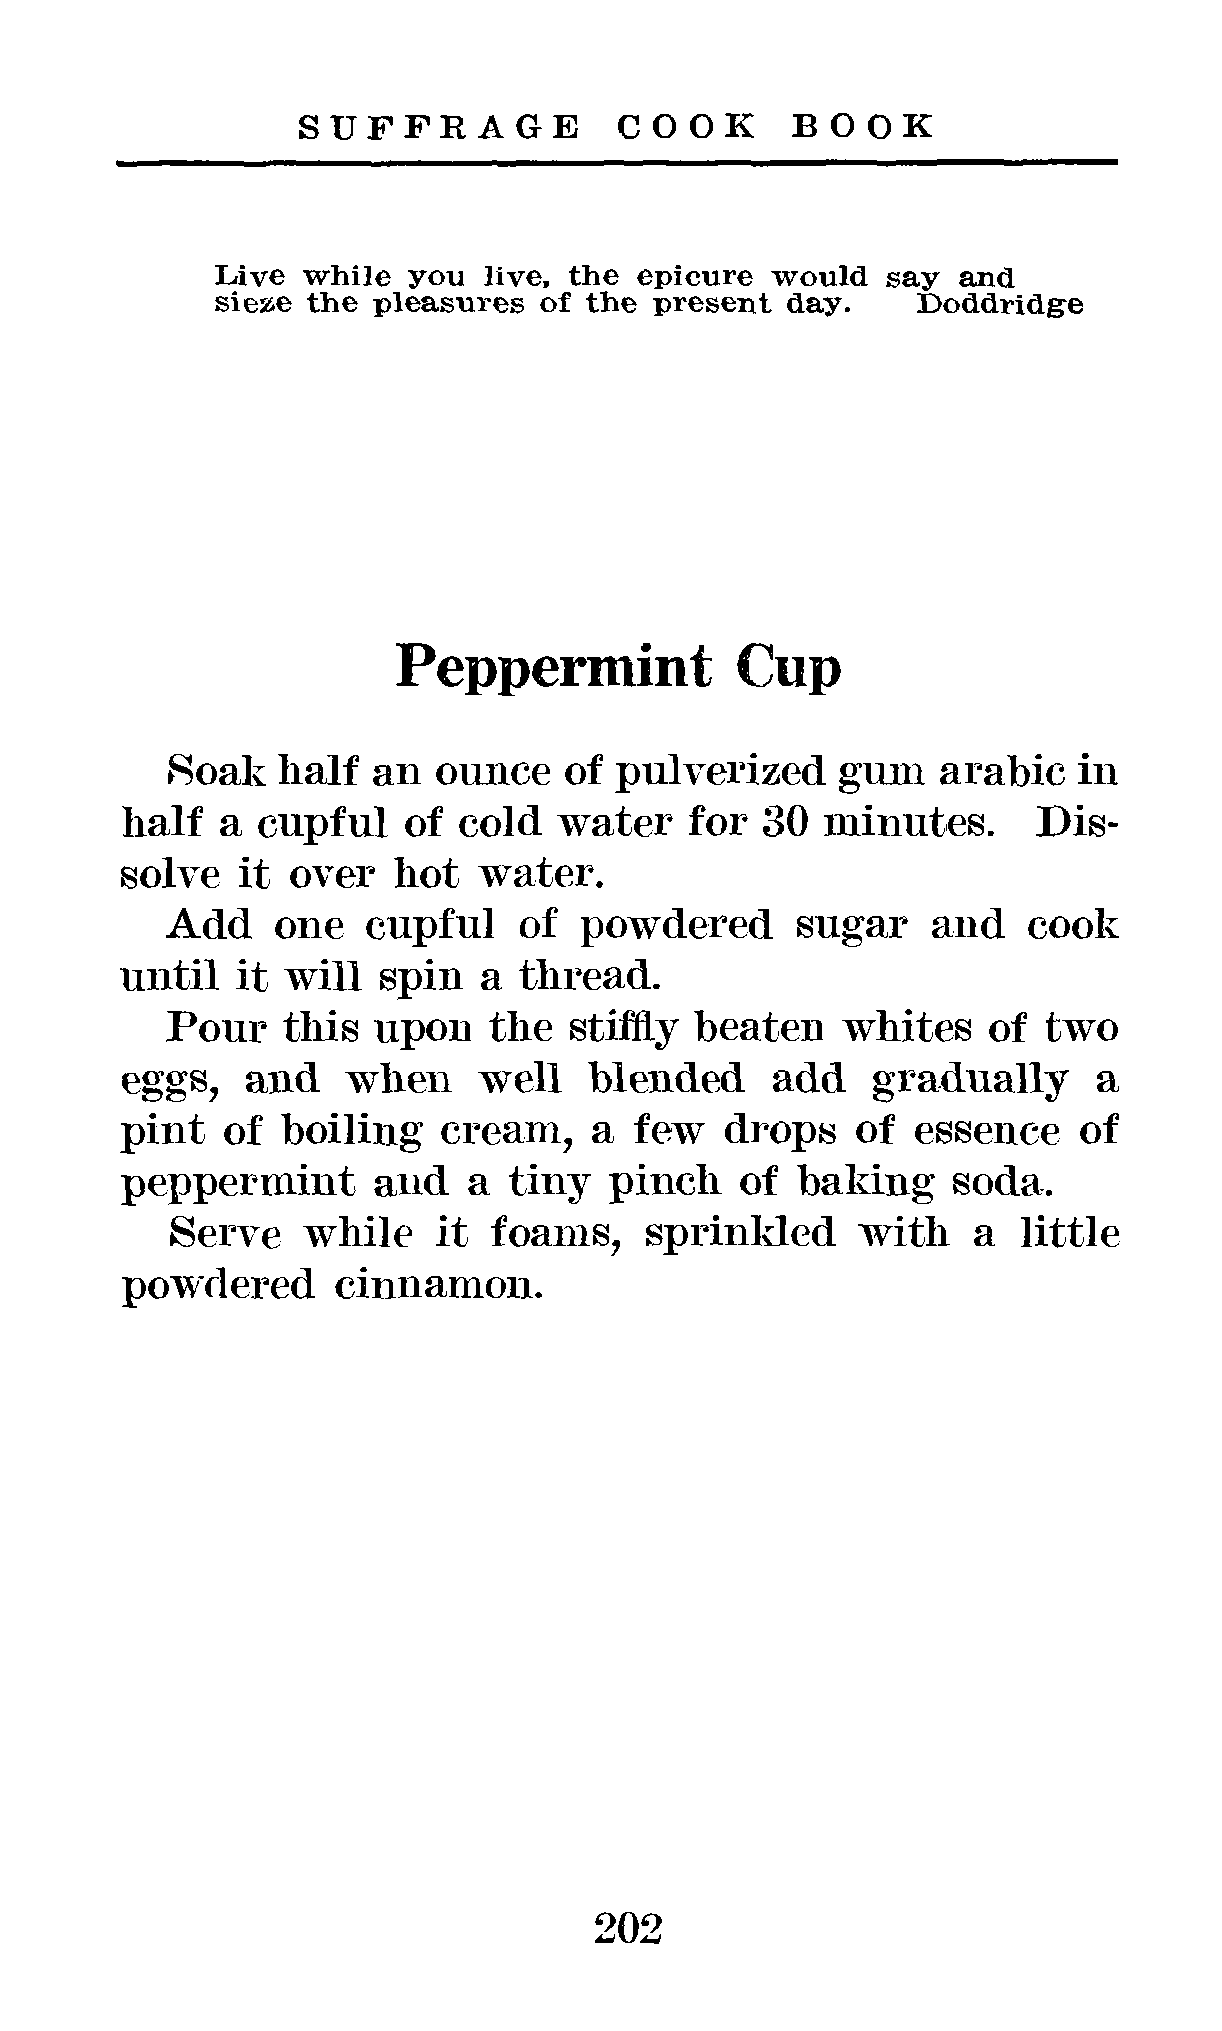 SUFFRAGE COOK BOOK
Live while you live, the epicure would say and
sieze the pleasures of the present day. Doddridge
Peppermint Cup
Soak half an ounce of pulverized gum arabic in
half a cupful of cold water for 30 minutes. Dis-
solve it over hot water.
Add one cupful of powdered sugar and cook
until it will spin a thread.
Pour this upon the stiffly beaten whites of two
eggs, and when well blended add gradually a
pint of boiling cream, a few drops of essence of
peppermint and a tiny pinch of baking soda.
Serve while it foams, sprinkled with a little
powdered cinnamon.
202